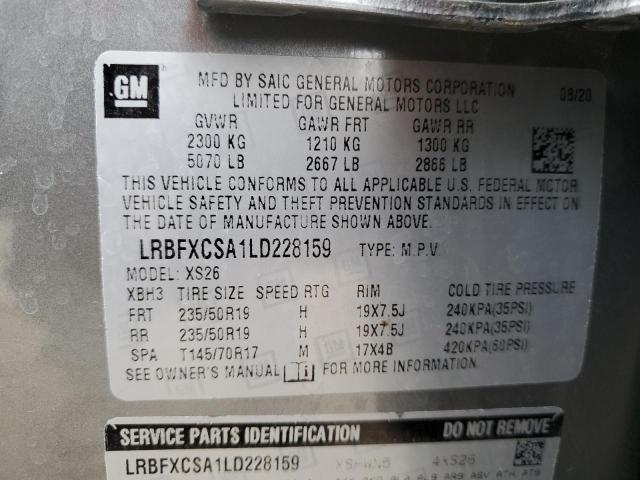 GM
MFD BY SAIC GENERAL MOTORS CORPORATION 08/20
LIMITED FOR GENERAL MOTORS LLC
GVWR GAWR FRT GAWR RR
2300 KG 1210 KG 1300 KG
5070 LB 2667 LB 2866 LB
THIS VEHICLE CONFORMS TO ALL APPLICABLE U.S. FEDERAL MOTOR
VEHICLE SAFETY AND THEFT PREVENTION STANDARDS IN EFFECT ON
THE DATE OF MANUFACTURE SHOWN ABOVE.
LRBFXCSA1LD228159 TYPE: M.P.V.
MODEL: XS26
XBH3 TIRE SIZE SPEED RTG RIM COLD TIRE PRESSURE
FRT 235/50R19 H 19X7.5J 240KPA(35PSI)
RR 235/50R19 H 19X7.5J 240KPA(35PSI)
SPA T145/70R17 M 17X4B 420KPA(60PSI)
SEE OWNER'S MANUAL FOR MORE INFORMATION.
SERVICE PARTS IDENTIFICATION DO NOT REMOVE
LRBFXCSA1LD228159 4XS26